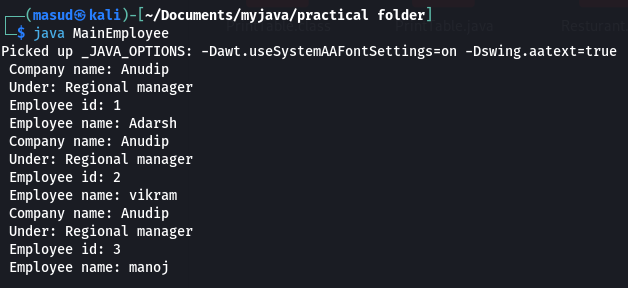 ┌──(masud㉿kali)-[~/Documents/myjava/practical folder]
└─$ java MainEmployee
Picked up _JAVA_OPTIONS: -Dawt.useSystemAAFontSettings=on -Dswing.aatext=true
Company name: Anudip
Under: Regional manager
Employee id: 1
Employee name: Adarsh
Company name: Anudip
Under: Regional manager
Employee id: 2
Employee name: vikram
Company name: Anudip
Under: Regional manager
Employee id: 3
Employee name: manoj